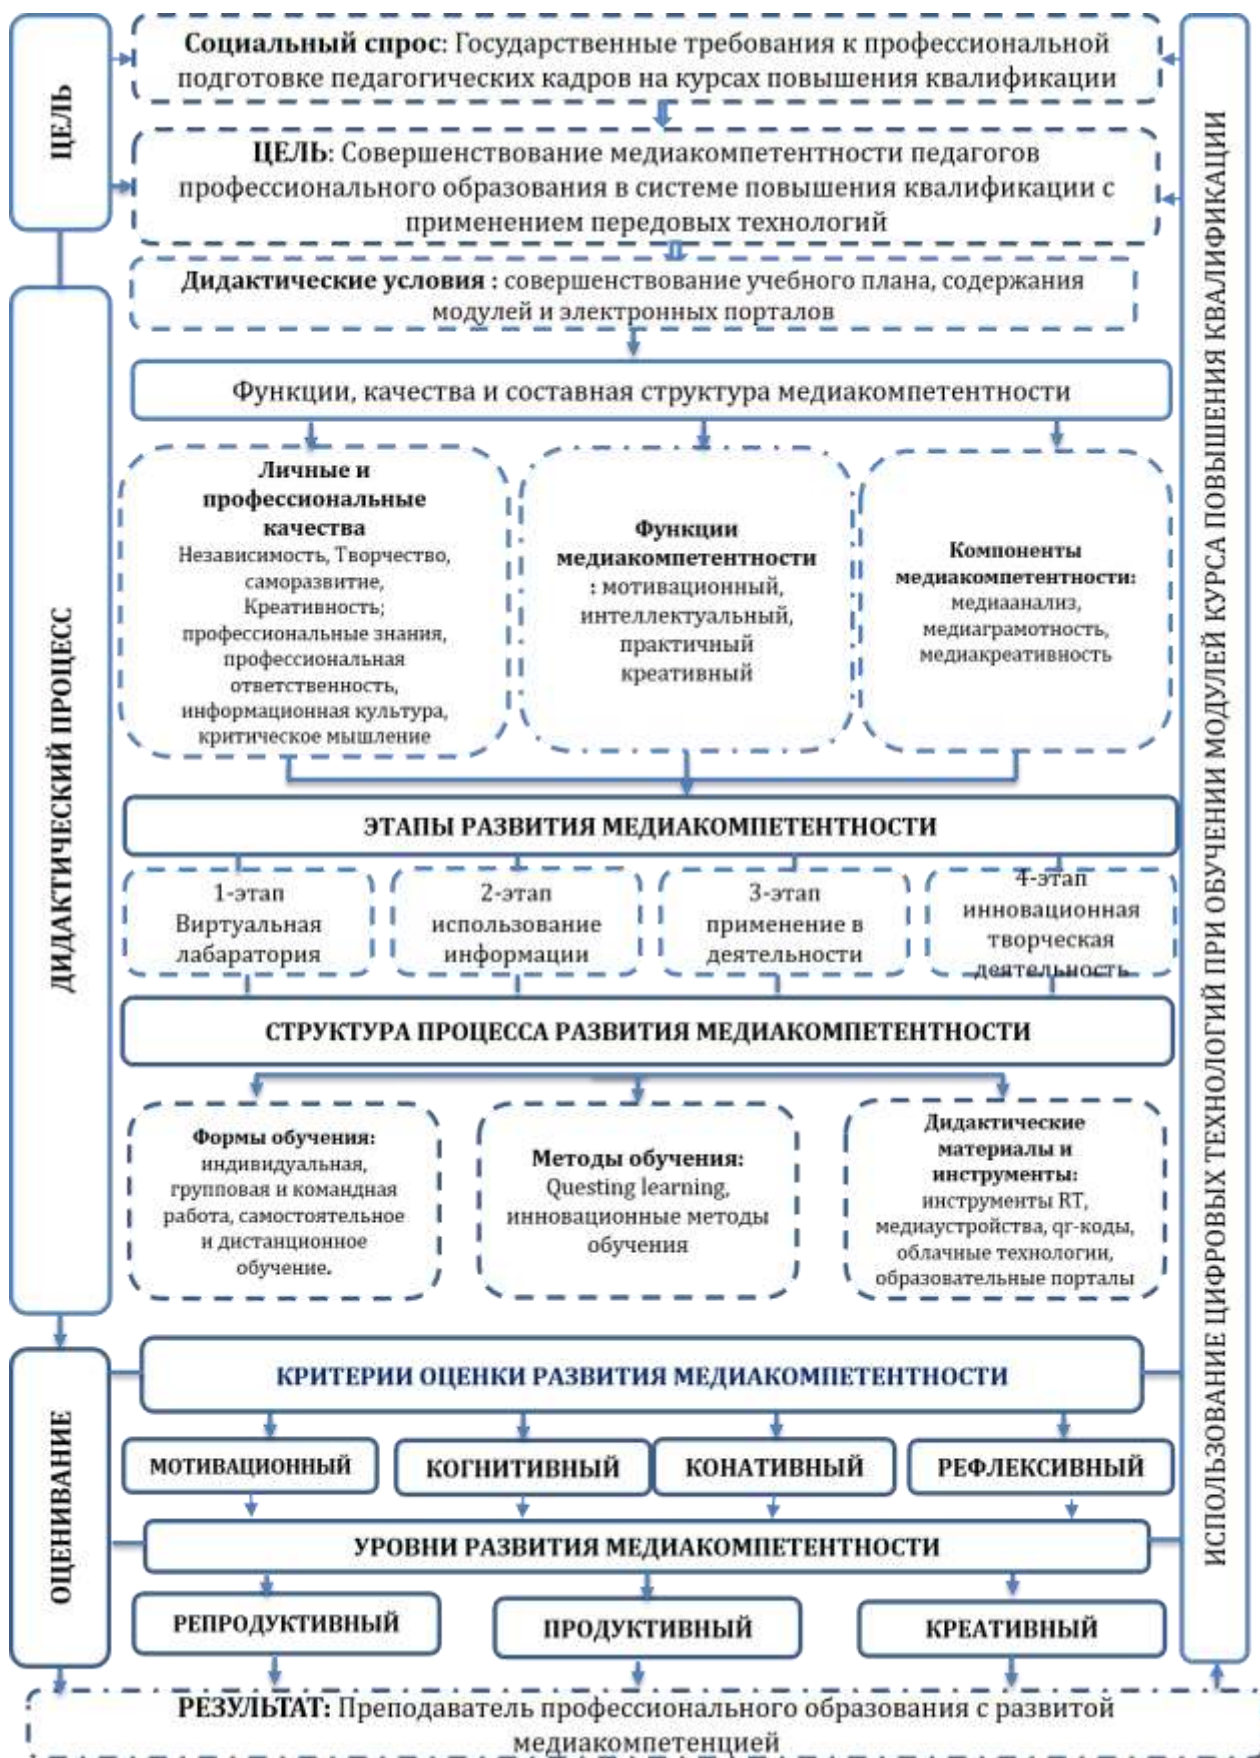 ЦЕЛЬ
Социальный спрос: Государственные требования к профессиональной
подготовке педагогических кадров на курсах повышения квалификации
ЦЕЛЬ: Совершенствование медиакомпетентности педагогов
профессионального образования в системе повышения квалификации с
применением передовых технологий
ДИДАКТИЧЕСКИЙ ПРОЦЕСС
Дидактические условия : совершенствование учебного плана, содержания
модулей и электронных порталов
Функции, качества и составная структура медиакомпетентности
Личные и
профессиональные
качества
Независимость, Творчество,
саморазвитие,
Креативность;
профессиональные знания,
профессиональная
ответственность,
информационная культура,
критическое мышление
Функции
медиакомпетентности
: мотивационный,
интеллектуальный,
практичный
креативный
Компоненты
медиакомпетентности:
медиаанализ,
медиаграмотность,
медиакреативность
ЭТАПЫ РАЗВИТИЯ МЕДИАКОМПЕТЕНТНОСТИ
1-этап
Виртуальная
лабаратория
2-этап
использование
информации
3-этап
применение в
деятельности
4-этап
инновационная
творческая
деятельность
СТРУКТУРА ПРОЦЕССА РАЗВИТИЯ МЕДИАКОМПЕТЕНТНОСТИ
Формы обучения:
индивидуальная,
групповая и командная
работа, самостоятельное
и дистанционное
обучение.
Методы обучения:
Questing learning,
инновационные методы
обучения
Дидактические
материалы и
инструменты:
инструменты RT,
медиаустройства, qr-коды,
облачные технологии,
образовательные порталы
ОЦЕНИВАНИЕ
КРИТЕРИИ ОЦЕНКИ РАЗВИТИЯ МЕДИАКОМПЕТЕНТНОСТИ
МОТИВАЦИОННЫЙ
КОГНИТИВНЫЙ
КОНАТИВНЫЙ
РЕФЛЕКСИВНЫЙ
УРОВНИ РАЗВИТИЯ МЕДИАКОМПЕТЕНТНОСТИ
РЕПРОДУКТИВНЫЙ
ПРОДУКТИВНЫЙ
КРЕАТИВНЫЙ
РЕЗУЛЬТАТ: Преподаватель профессионального образования с развитой
медиакомпетенцией
ИСПОЛЬЗОВАНИЕ ЦИФРОВЫХ ТЕХНОЛОГИЙ ПРИ ОБУЧЕНИИ МОДУЛЕЙ КУРСА ПОВЫШЕНИЯ КВАЛИФИКАЦИИ